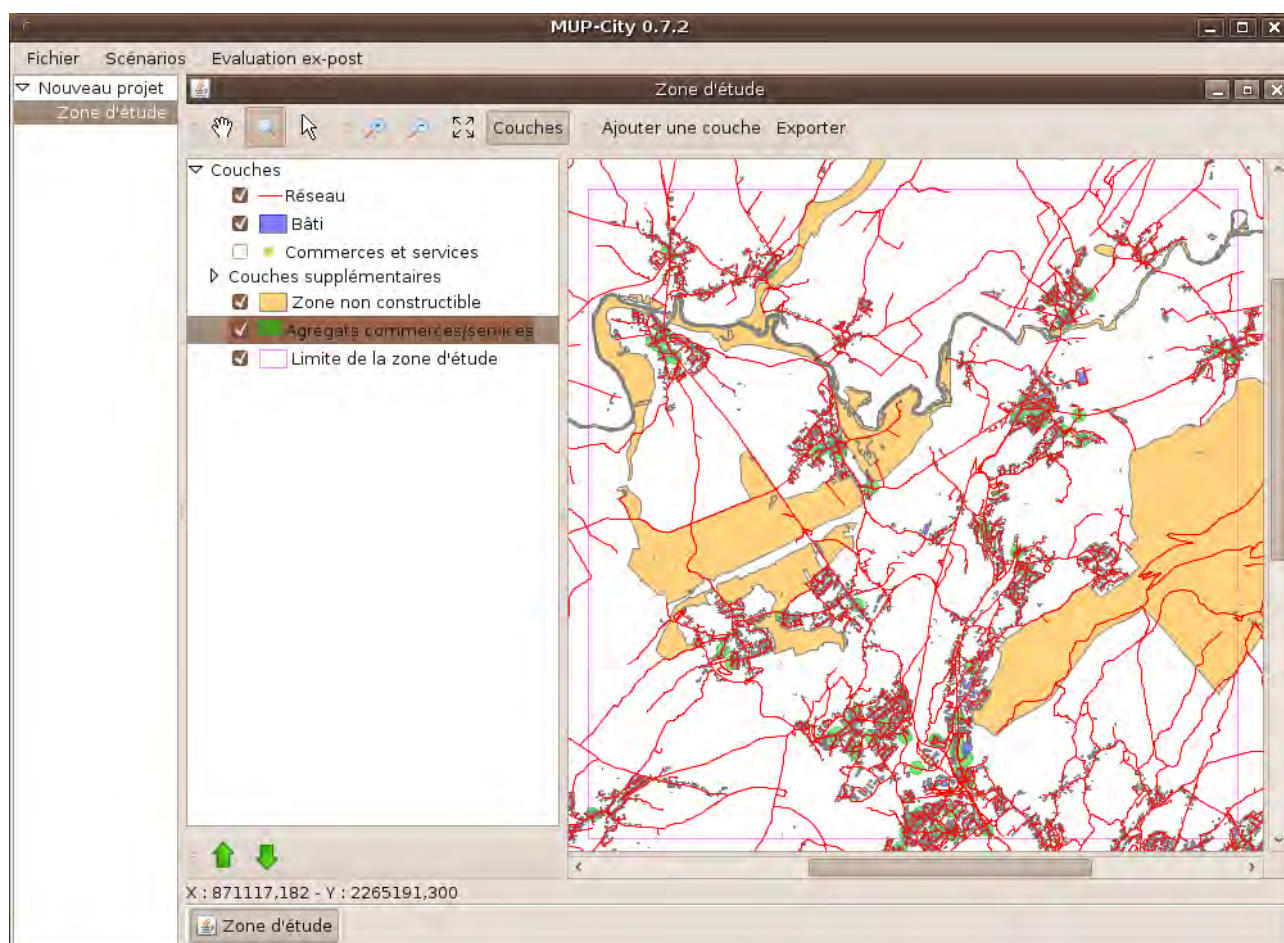 MUP-City 0.7.2
Fichier Scénarios Evaluation ex-post
Nouveau projet
Zone d'étude
Zone d'étude
Couches Ajouter une couche Exporter
Couches
Réseau
Bâti
Commerces et services
Couches supplémentaires
Zone non constructible
Agrégats commerces/services
Limite de la zone d'étude
X : 871117,182 - Y : 2265191,300
Zone d'étude